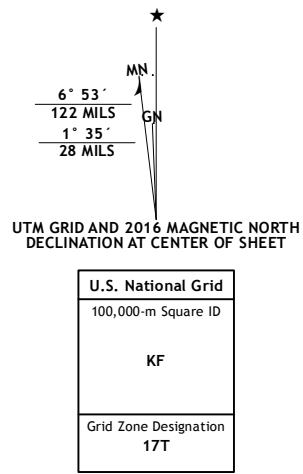 ★
MN
GN
6° 53´
122 MILS
1° 35´
28 MILS
UTM GRID AND 2016 MAGNETIC NORTH
DECLINATION AT CENTER OF SHEET
U.S. National Grid
100,000-m Square ID
KF
Grid Zone Designation
17T